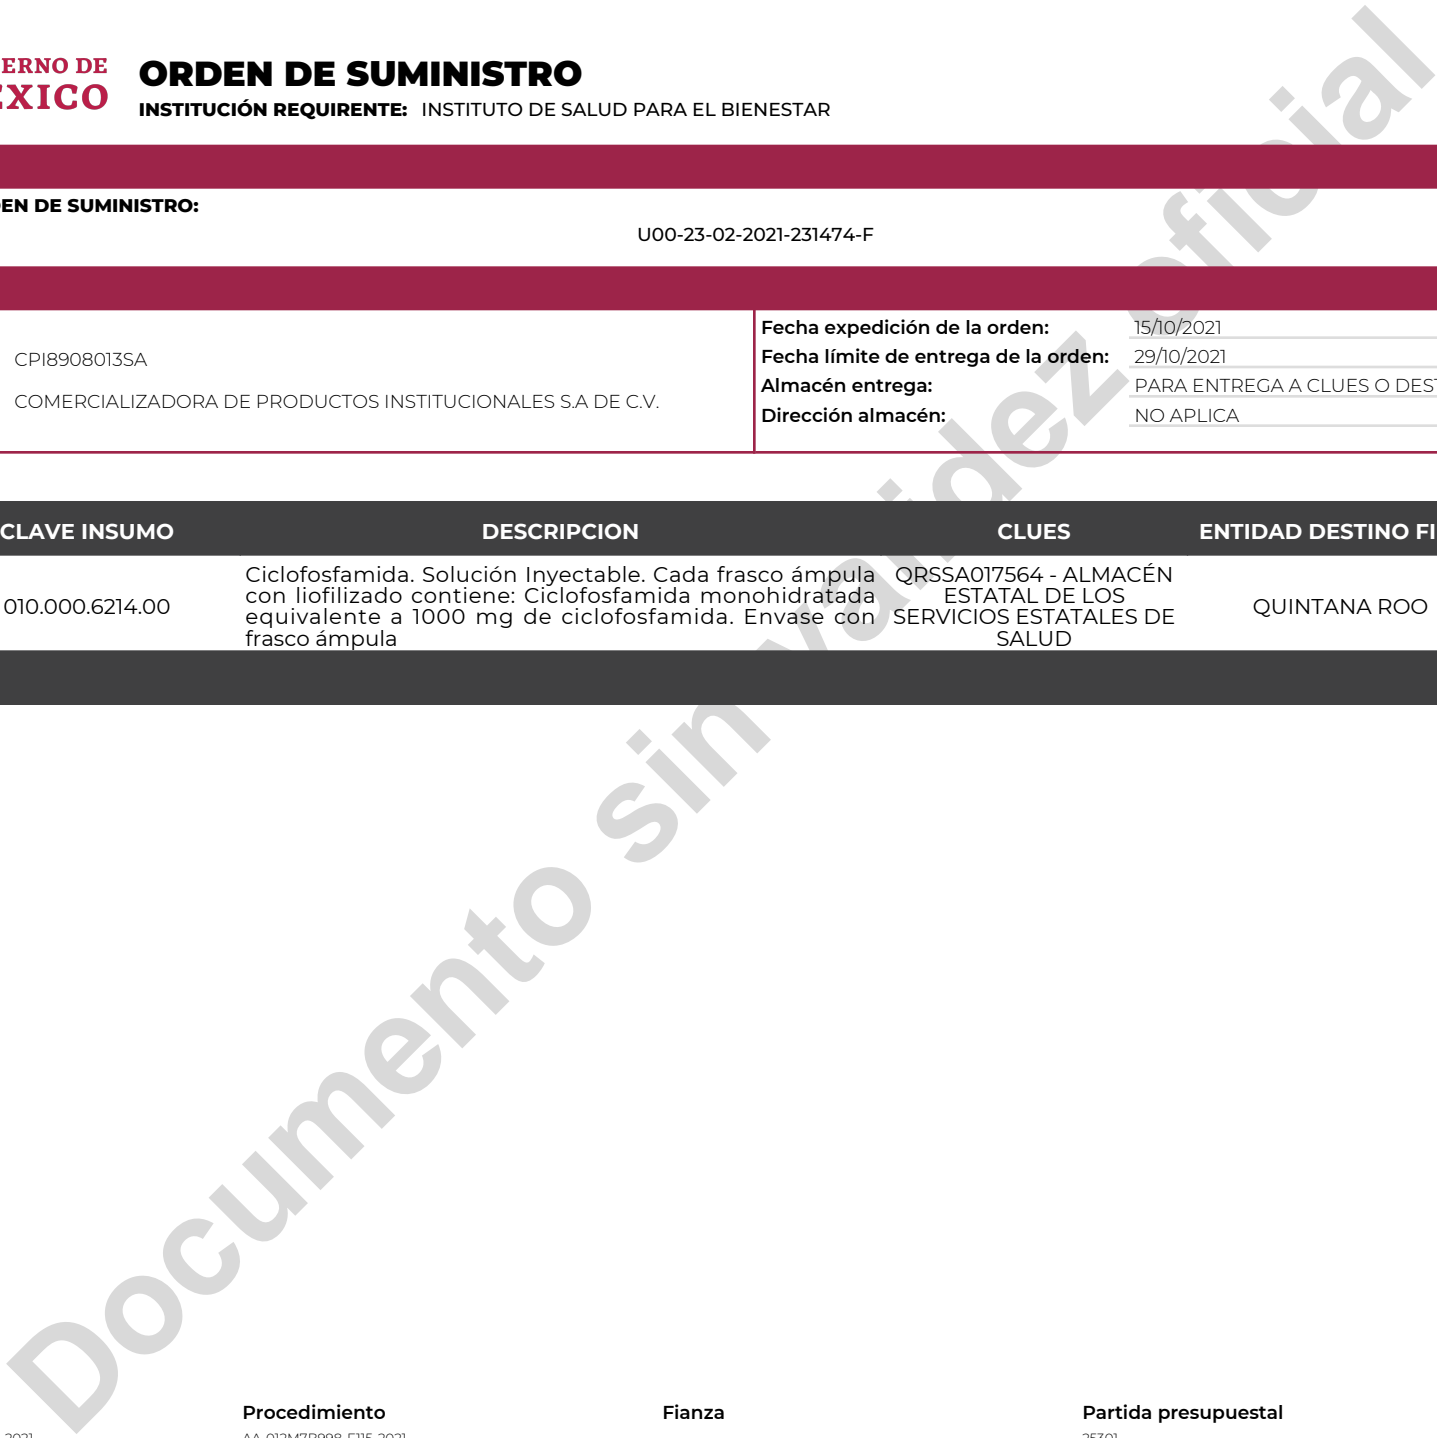 ERNO DE
ORDEN DE SUMINISTRO
XICO
INSTITUCIÓN REQUIRENTE: INSTITUTO DE SALUD PARA EL BIENESTAR
EN DE SUMINISTRO:
U00-23-02-2021-231474-F
CPI8908013SA
COMERCIALIZADORA DE PRODUCTOS INSTITUCIONALES S.A DE C.V.
Fecha expedición de la orden: 15/10/2021
Fecha límite de entrega de la orden: 29/10/2021
Almacén entrega: PARA ENTREGA A CLUES O DEST
Dirección almacén: NO APLICA
CLAVE INSUMO DESCRIPCION CLUES ENTIDAD DESTINO FI
010.000.6214.00
Ciclofosfamida. Solución Inyectable. Cada frasco ámpula
con liofilizado contiene: Ciclofosfamida monohidratada
equivalente a 1000 mg de ciclofosfamida. Envase con
frasco ámpula
QRSSA017564 - ALMACÉN
ESTATAL DE LOS
SERVICIOS ESTATALES DE
SALUD
QUINTANA ROO
Documento sin validez oficial
Procedimiento Fianza Partida presupuestal